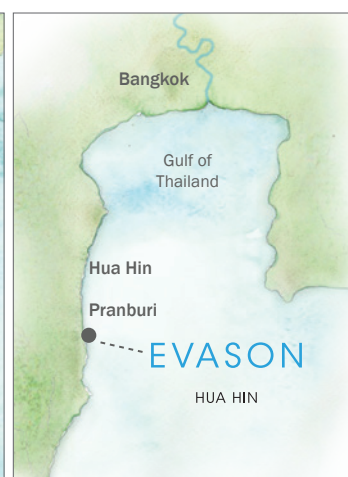 Bangkok
Gulf of
Thailand
Hua Hin
Pranburi
EVASON
HUA HIN